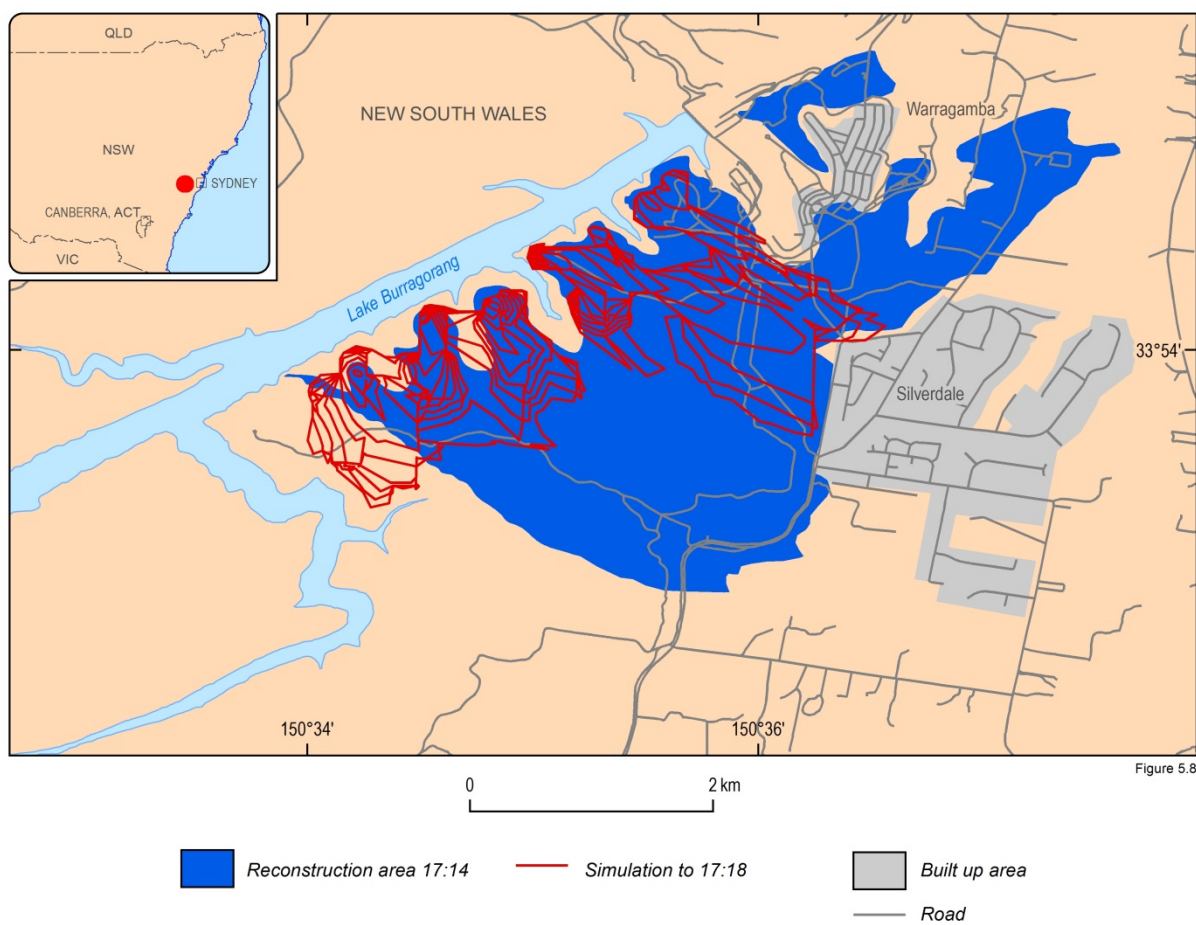 QLD
NSW
SYDNEY
CANBERRA, ACT
VIC
NEW SOUTH WALES
Warragamba
Lake Burragorang
33°54'
Silverdale
150°34'
150°36'
Figure 5.8
0 2 km
Reconstruction area 17:14
Simulation to 17:18
Built up area
Road